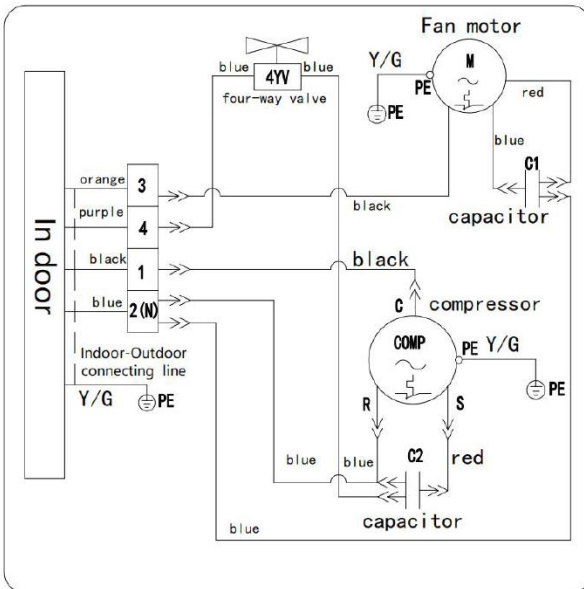 Fan motor
Y/G
M
PE
PE
red
blue
4YV
blue
four-way valve
blue
C1
capacitor
In door
orange
3
purple
4
black
1
blue
2(N)
black
black
Indoor-Outdoor
connecting line
Y/G
PE
C
compressor
COMP
PE
Y/G
PE
R
S
blue
blue
C2
red
capacitor
blue